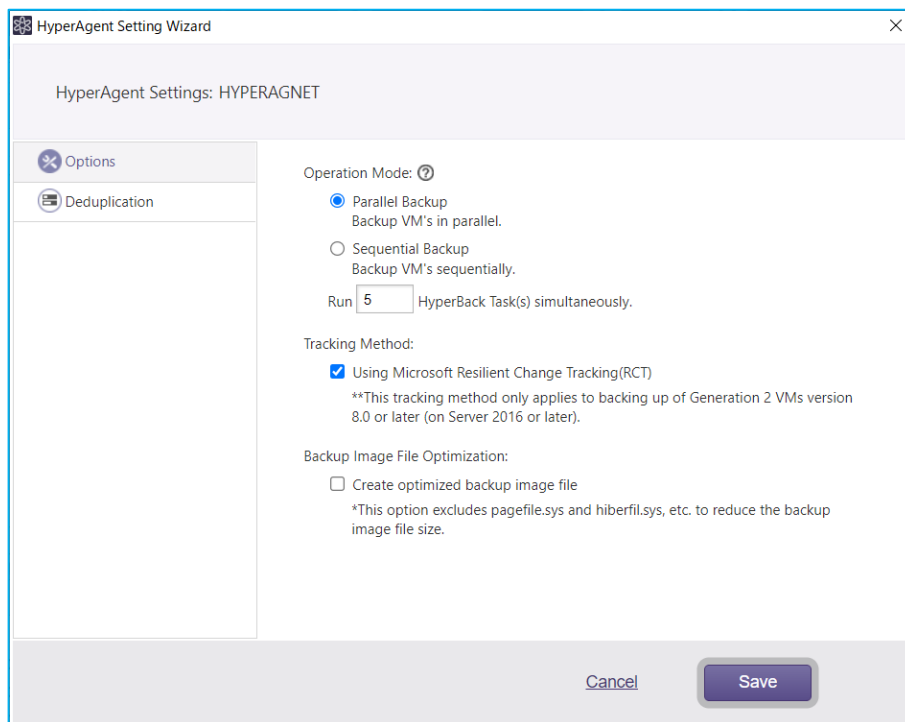 HyperAgent Setting Wizard
HyperAgent Settings: HYPERAGNET
Options
Deduplication
Operation Mode: ?
Parallel Backup
Backup VM's in parallel.
Sequential Backup
Backup VM's sequentially.
Run 5 HyperBack Task(s) simultaneously.
Tracking Method:
Using Microsoft Resilient Change Tracking(RCT)
**This tracking method only applies to backing up of Generation 2 VMs version
8.0 or later (on Server 2016 or later).
Backup Image File Optimization:
Create optimized backup image file
*This option excludes pagefile.sys and hiberfil.sys, etc. to reduce the backup
image file size.
Cancel
Save